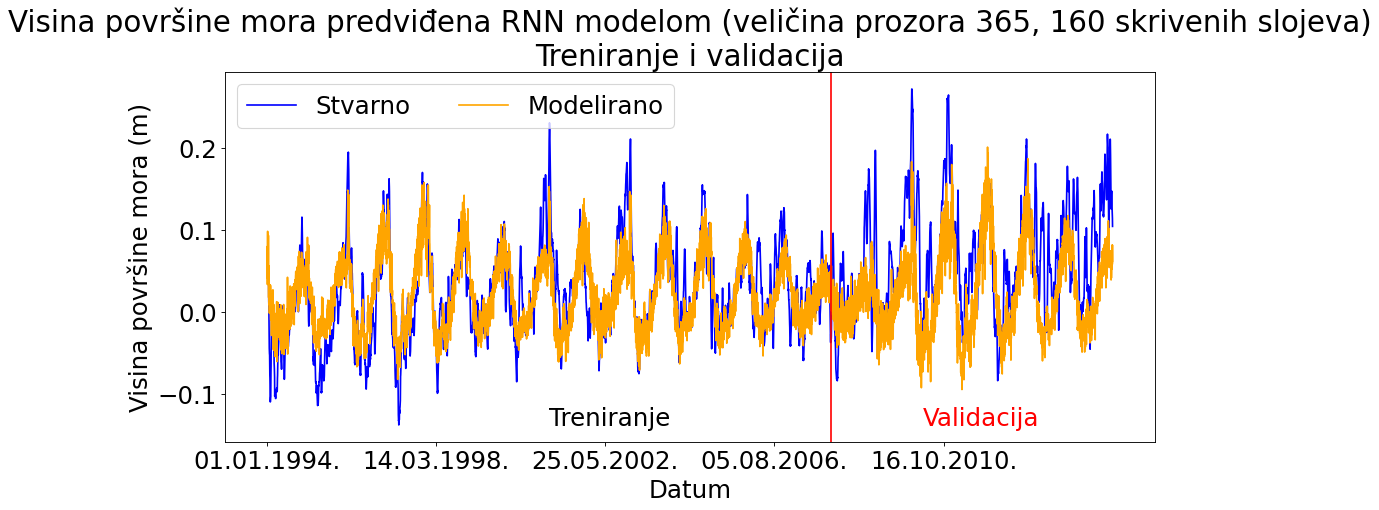 Visina površine mora predviđena RNN modelom (veličina prozora 365, 160 skrivenih slojeva)
Treniranje i validacija
Stvarno Modelirano
Visina površine mora (m)
0.2
0.1
0.0
−0.1
Treniranje Validacija
01.01.1994. 14.03.1998. 25.05.2002. 05.08.2006. 16.10.2010.
Datum